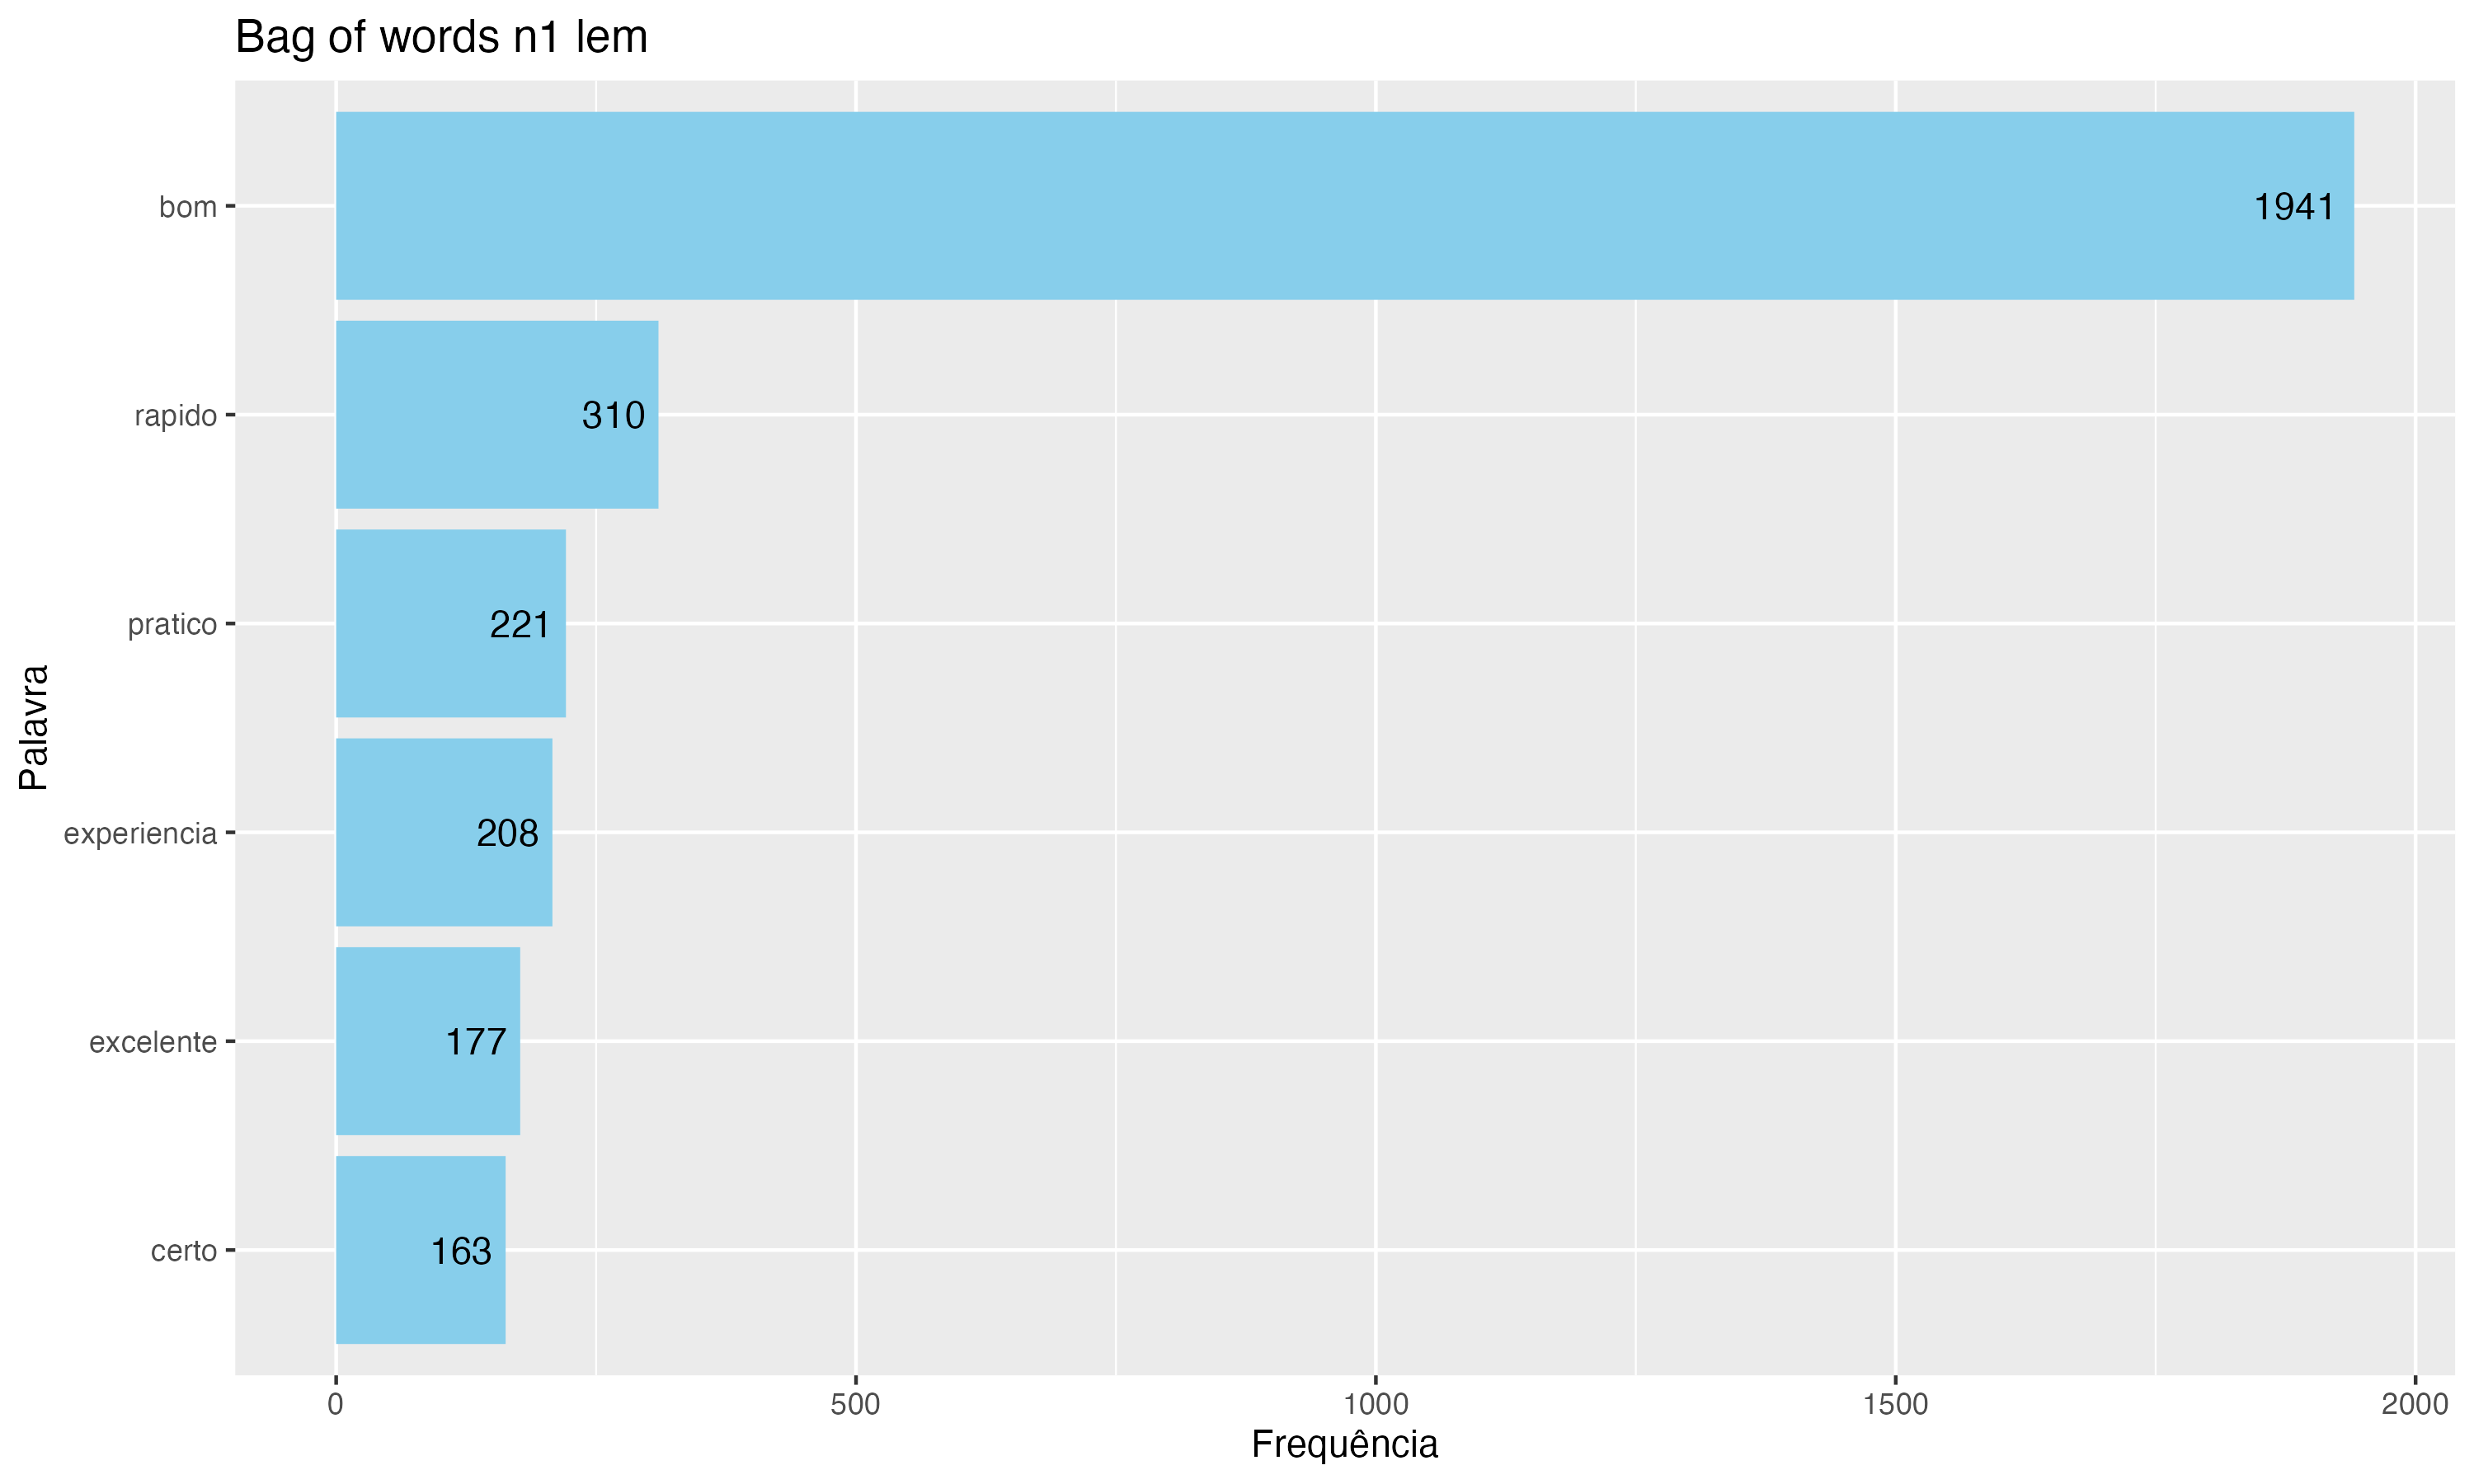 Bag of words n1 lem
Palavra
bom
1941
rapido
310
pratico
221
experiencia
208
excelente
177
certo
163
0 500 1000 1500 2000
Frequência